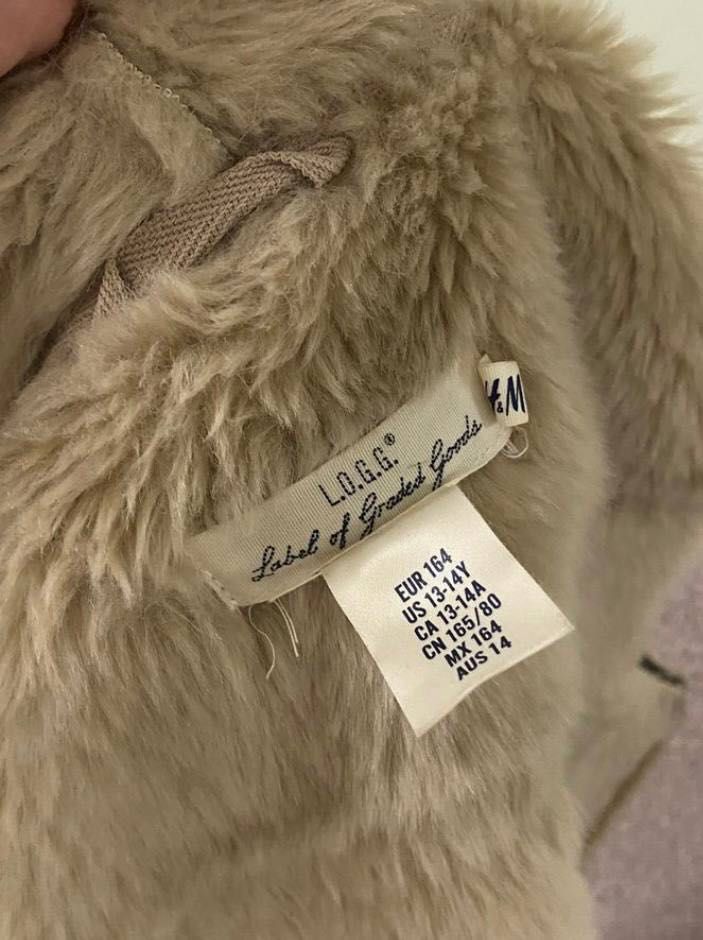 H&M
L.O.G.G.®
Label of Graded Goods
EUR 164
US 13-14Y
CA 13-14A
CN 165/80
MX 164
AUS 14